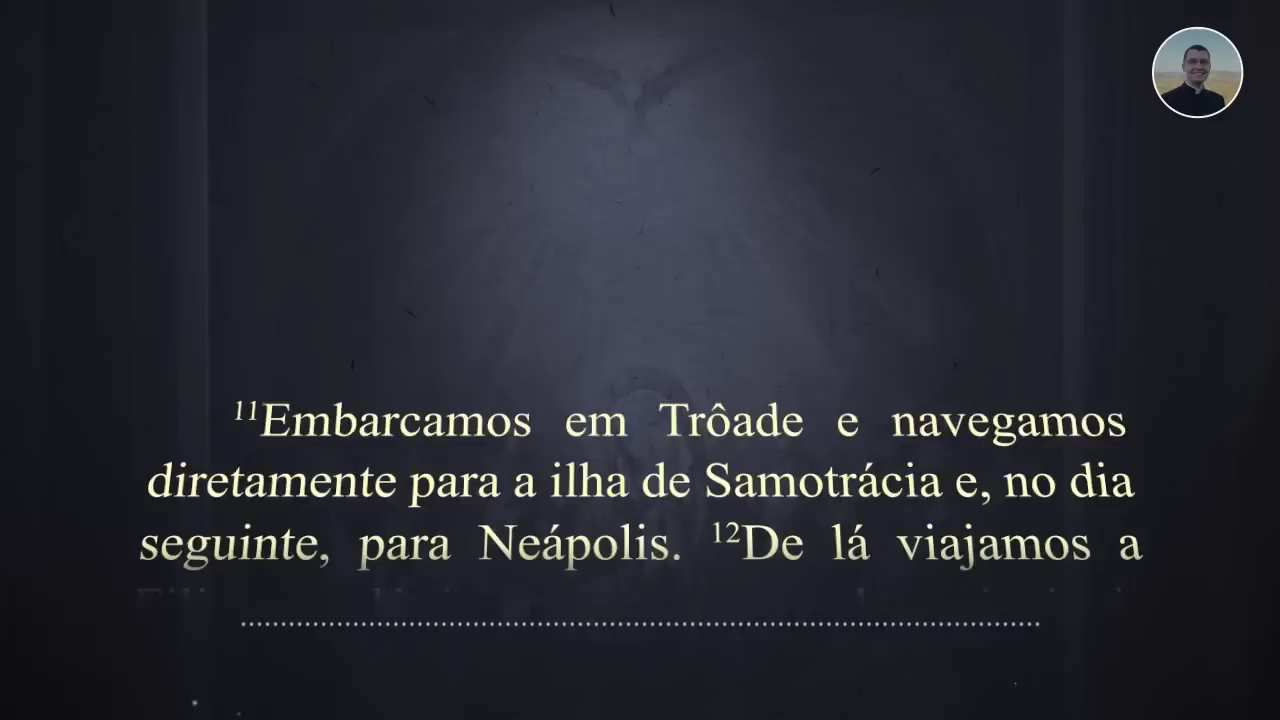 ¹¹Embarcamos em Trôade e navegamos
diretamente para a ilha de Samotrácia e, no dia
seguinte, para Neápolis. ¹²De lá viajamos a